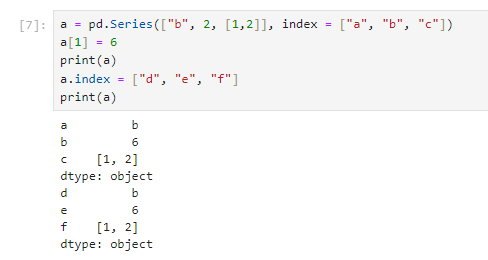 [7]: a = pd.Series(["b", 2, [1,2]], index = ["a", "b", "c"])
a[1] = 6
print(a)
a.index = ["d", "e", "f"]
print(a)
a         b
b         6
c    [1, 2]
dtype: object
d         b
e         6
f    [1, 2]
dtype: object